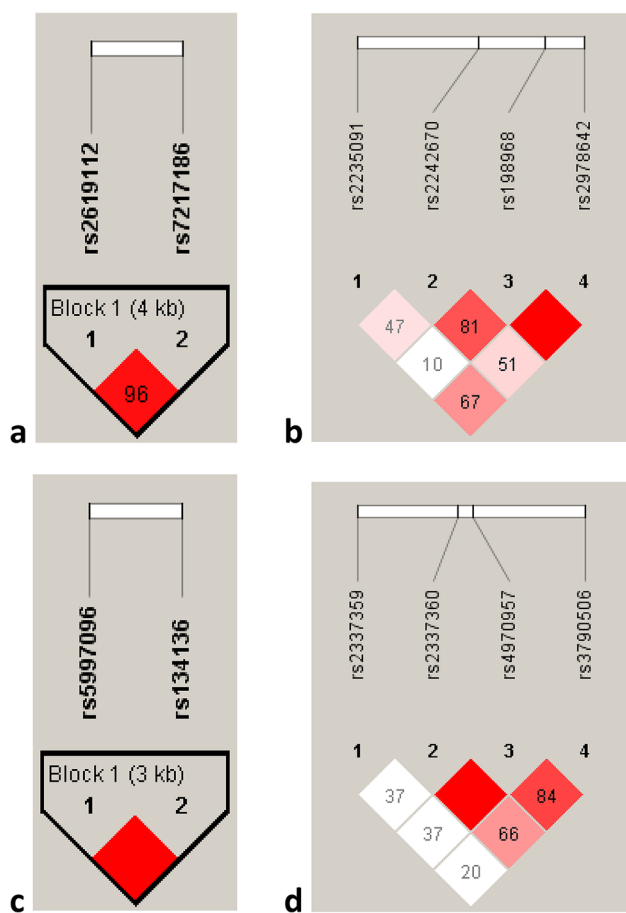 rs2619112
rs7217186
Block 1 (4 kb)
1 2
96
a
rs2235091
rs2242670
rs198968
rs2978642
1 2 3 4
47 81
10 51
67
b
rs5997096
rs134136
Block 1 (3 kb)
1 2
c
rs2337359
rs2337360
rs4970957
rs3790506
1 2 3 4
37 84
37 66
20
d